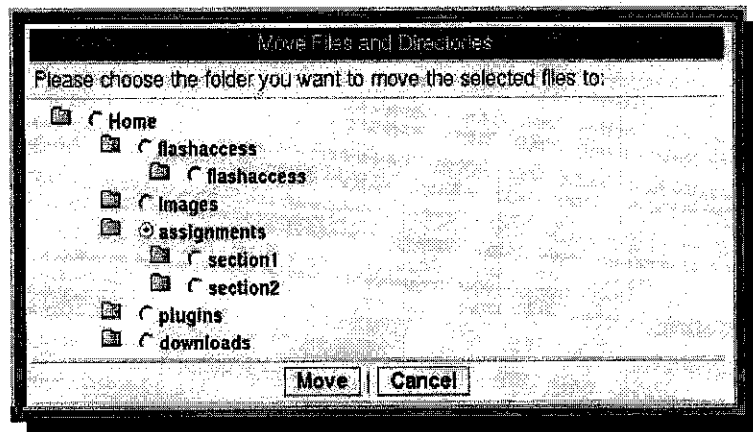 Move Files and Directories
Please choose the folder you want to move the selected files to:
Home
flashaccess
flashaccess
images
assignments
section1
section2
plugins
downloads
Move | Cancel